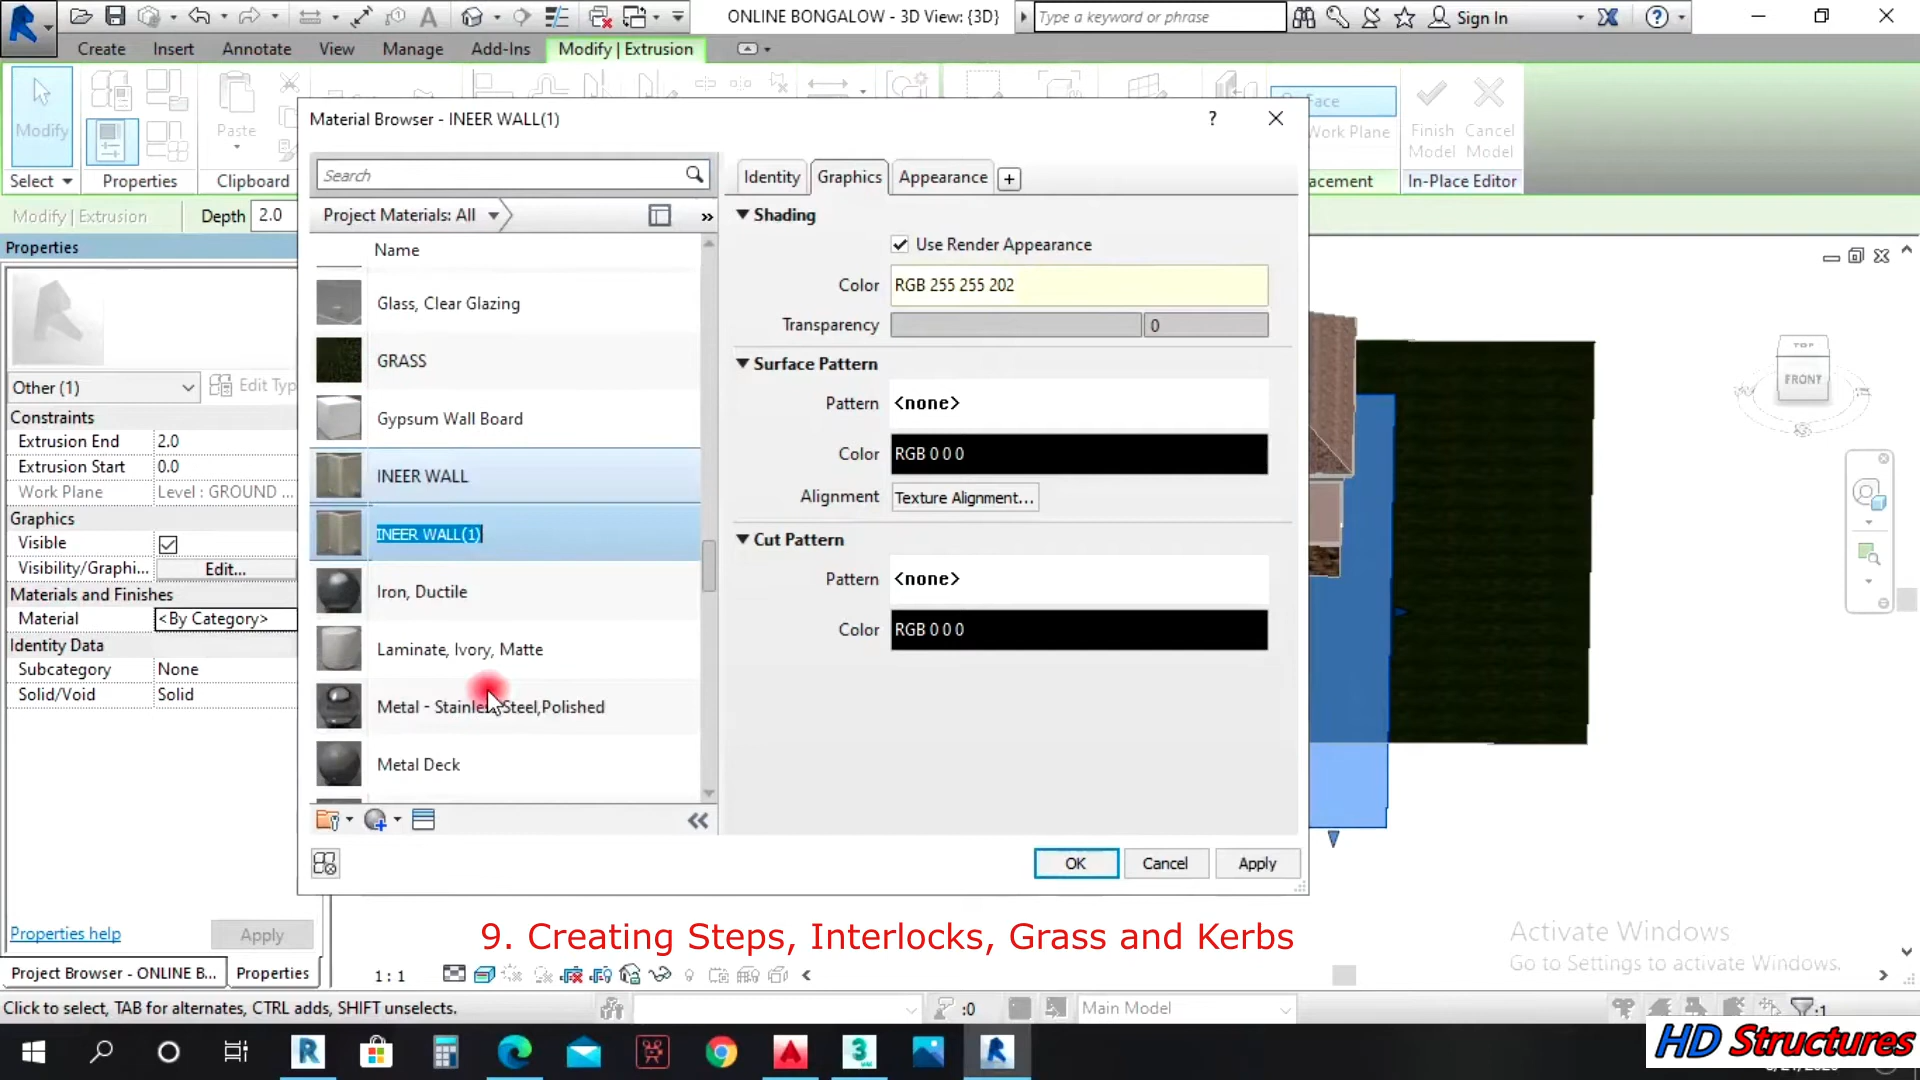 ONLINE BONGALOW - 3D View: {3D}
Type a keyword or phrase
Sign In
Create Insert Annotate View Manage Add-Ins Modify | Extrusion
Modify
Paste
Face
Work Plane
Finish Model
Cancel Model
Select Properties Clipboard
acement
In-Place Editor
Modify | Extrusion
Depth 2.0
Properties
Other (1)
Edit Typ
Constraints
Extrusion End 2.0
Extrusion Start 0.0
Work Plane Level : GROUND ...
Graphics
Visible
Visibility/Graphi... Edit...
Materials and Finishes
Material <By Category>
Identity Data
Subcategory None
Solid/Void Solid
Properties help
Apply
Project Browser - ONLINE B... Properties
Material Browser - INEER WALL(1)
?
Search
Project Materials: All
Name
Glass, Clear Glazing
GRASS
Gypsum Wall Board
INEER WALL
INEER WALL(1)
Iron, Ductile
Laminate, Ivory, Matte
Metal - Stainless Steel,Polished
Metal Deck
Identity Graphics Appearance
Shading
Use Render Appearance
Color RGB 255 255 202
Transparency 0
Surface Pattern
Pattern <none>
Color RGB 0 0 0
Alignment Texture Alignment...
Cut Pattern
Pattern <none>
Color RGB 0 0 0
OK Cancel Apply
TOP
FRONT
9. Creating Steps, Interlocks, Grass and Kerbs
Activate Windows
Go to Settings to activate Windows.
1 : 1
Click to select, TAB for alternates, CTRL adds, SHIFT unselects.
:0
Main Model
:1
HD Structures